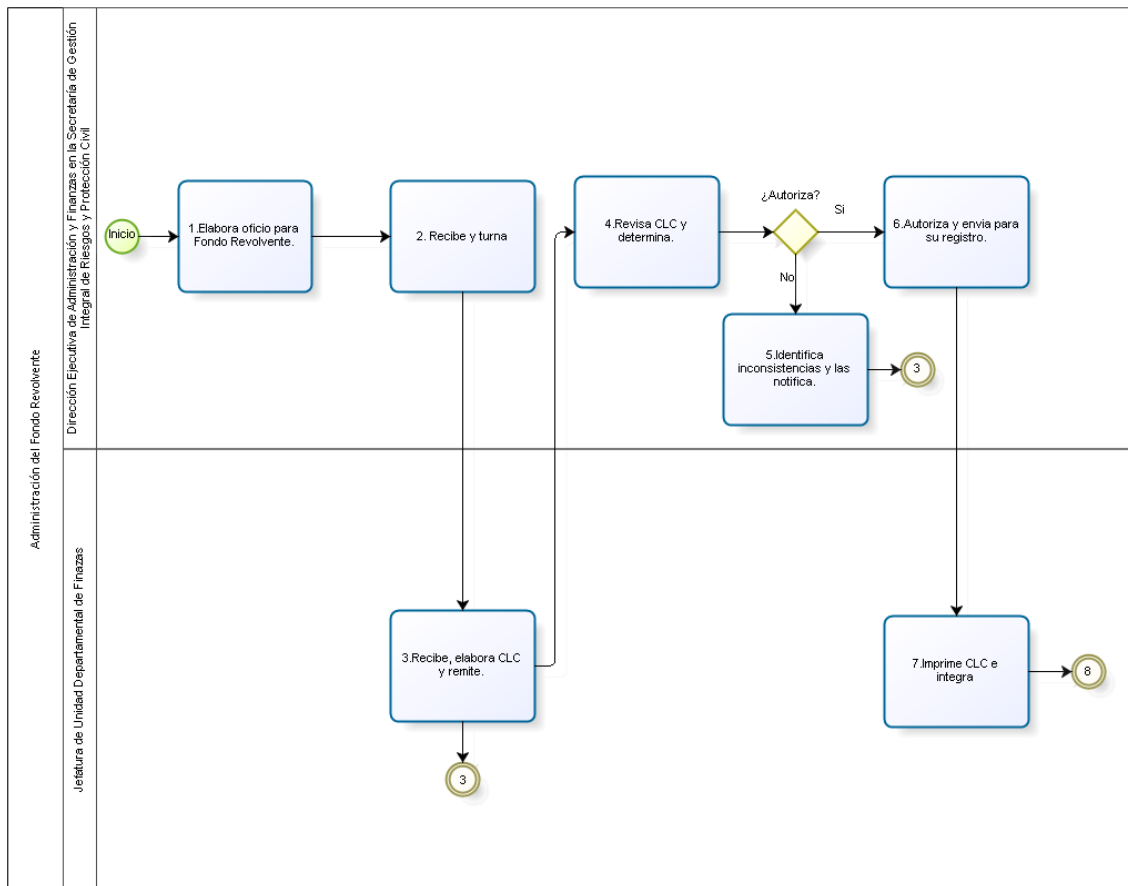 Administración del Fondo Revolvente
Dirección Ejecutiva de Administración y Finanzas en la Secretaría de Gestión
Integral de Riesgos y Protección Civil
Inicio
1.Elabora oficio para
Fondo Revolvente.
2. Recibe y turna
4.Revisa CLC y
determina.
¿Autoriza?
Si
No
6.Autoriza y envia para
su registro.
5.Identifica
inconsistencias y las
notifica.
3
Jefatura de Unidad Departamental de Finazas
3.Recibe, elabora CLC
y remite.
3
7.Imprime CLC e
integra
8